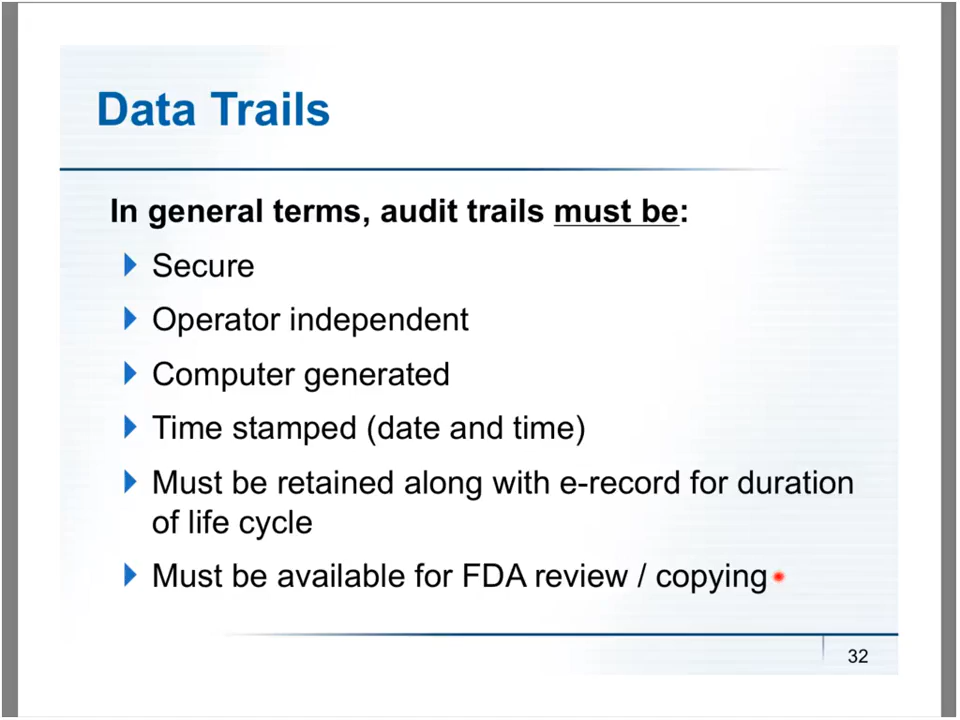 Data Trails
In general terms, audit trails must be:
Secure
Operator independent
Computer generated
Time stamped (date and time)
Must be retained along with e-record for duration
of life cycle
Must be available for FDA review / copying
32